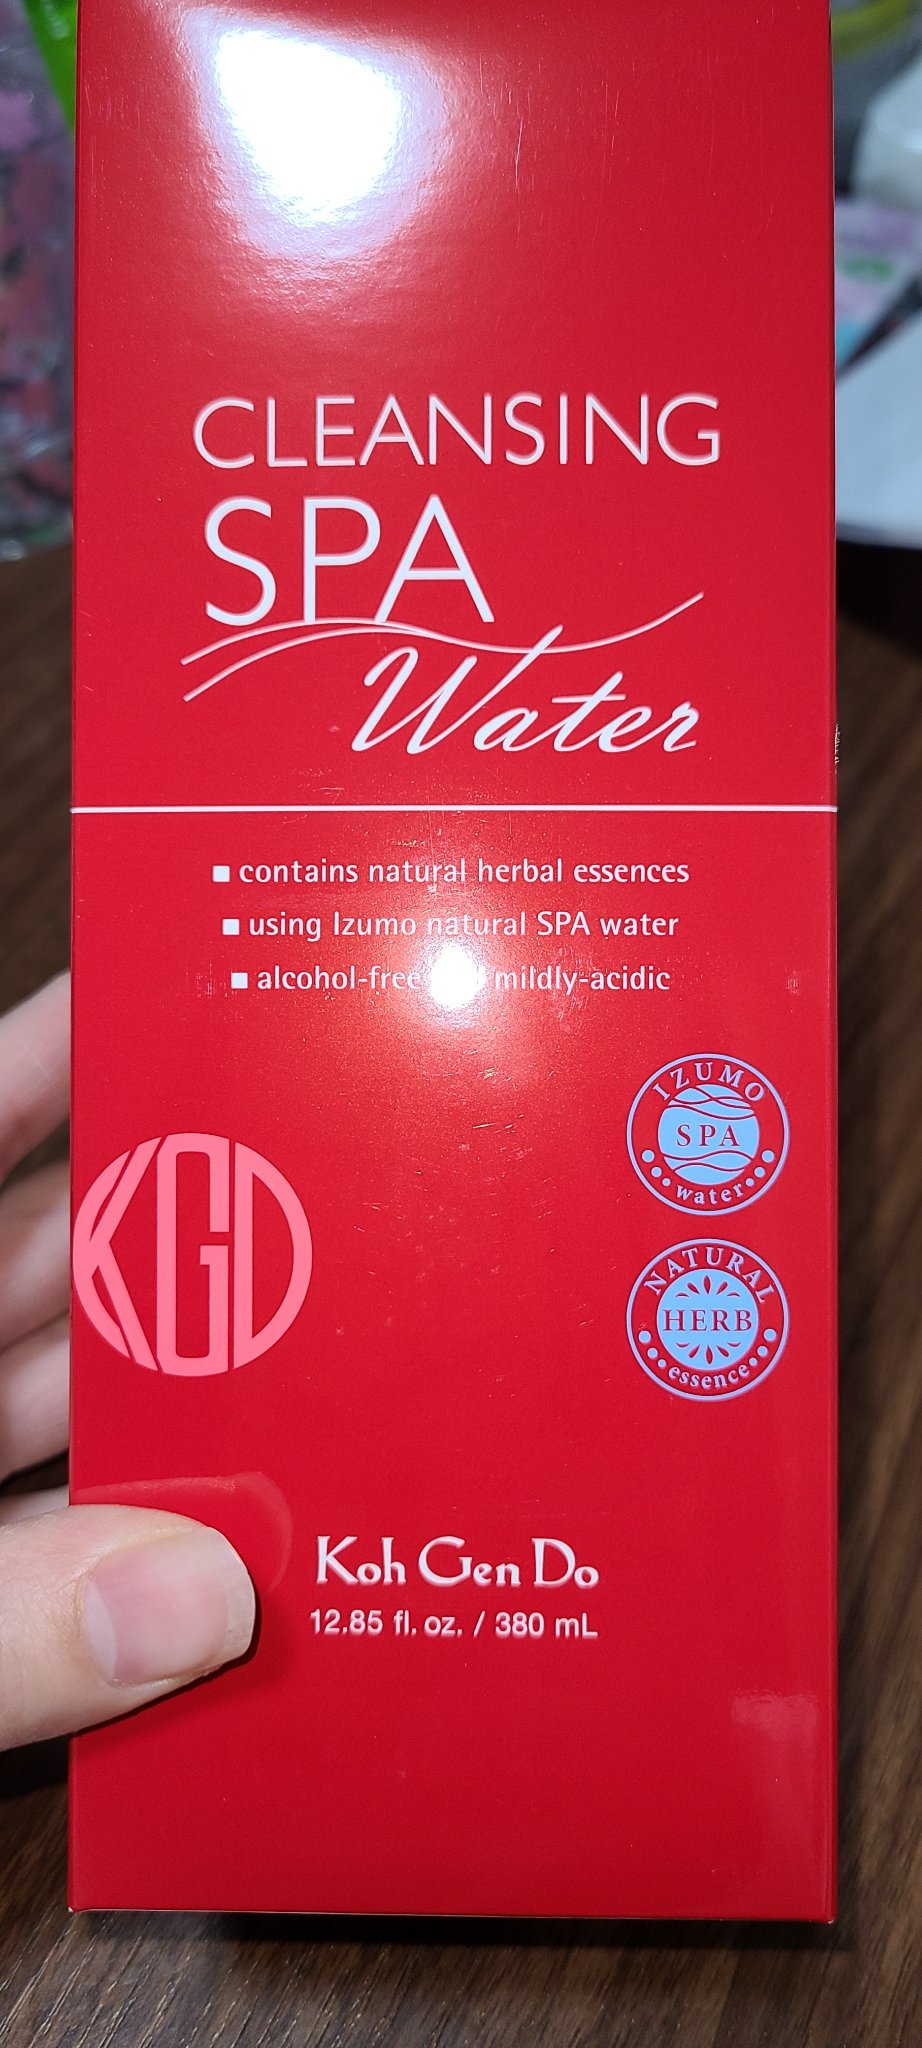 CLEANSING
SPA
Water
▪ contains natural herbal essences
▪ using Izumo natural SPA water
▪ alcohol-free mildly-acidic
IZUMO
SPA
water
KGD
NATURAL
HERB
essence
Koh Gen Do
12.85 fl. oz. / 380 mL